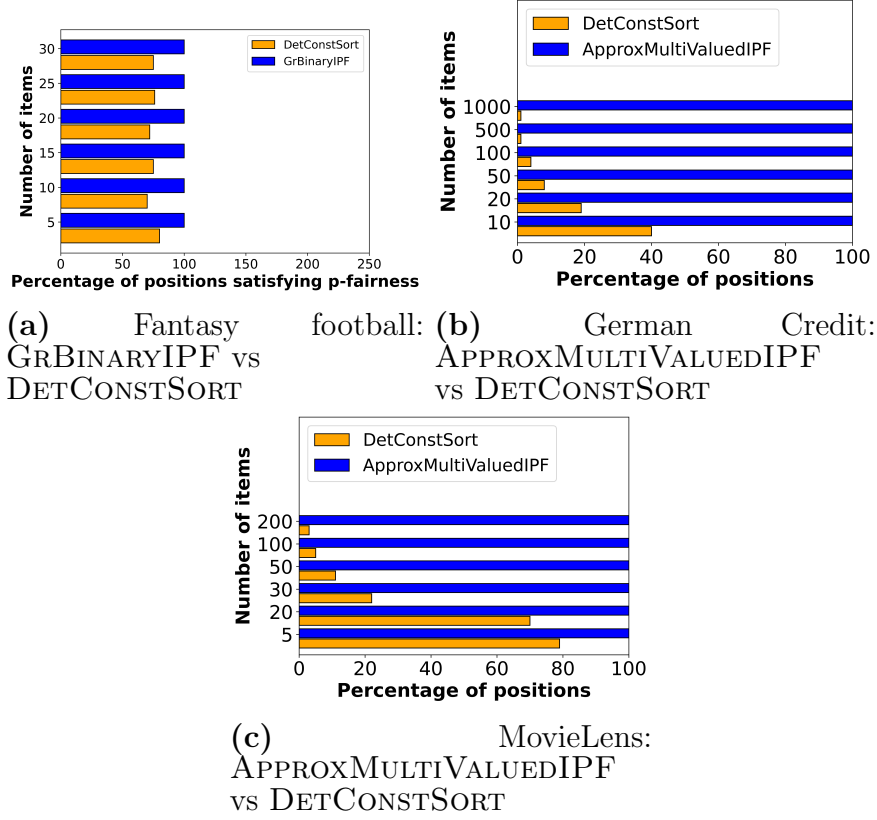 DetConstSort
GrBinaryIPF
30
25
20
15
10
5
Number of items
0 50 100 150 200 250
Percentage of positions satisfying p-fairness
(a) Fantasy football:
GRBINARYIPF vs
DETCONSTSORT
DetConstSort
ApproxMultiValuedIPF
1000
500
100
50
20
10
Number of items
0 20 40 60 80 100
Percentage of positions
(b) German Credit:
APPROXMULTIVALUEDIPF
vs DETCONSTSORT
DetConstSort
ApproxMultiValuedIPF
200
100
50
30
20
5
Number of items
0 20 40 60 80 100
Percentage of positions
(c) MovieLens:
APPROXMULTIVALUEDIPF
vs DETCONSTSORT